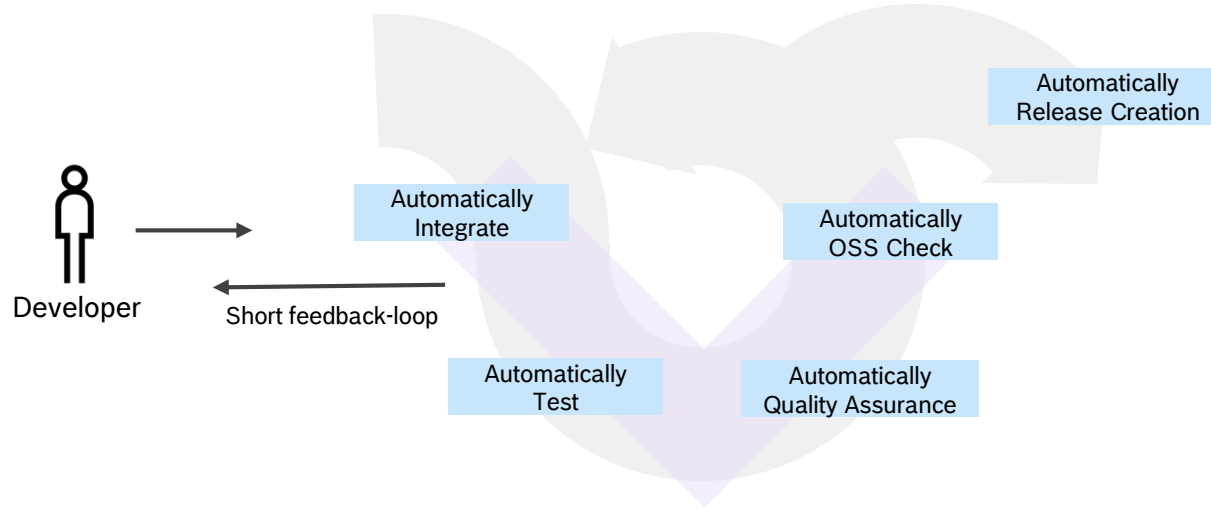 Automatically
Release Creation
Automatically
Integrate
Automatically
OSS Check
Developer
Short feedback-loop
Automatically
Test
Automatically
Quality Assurance